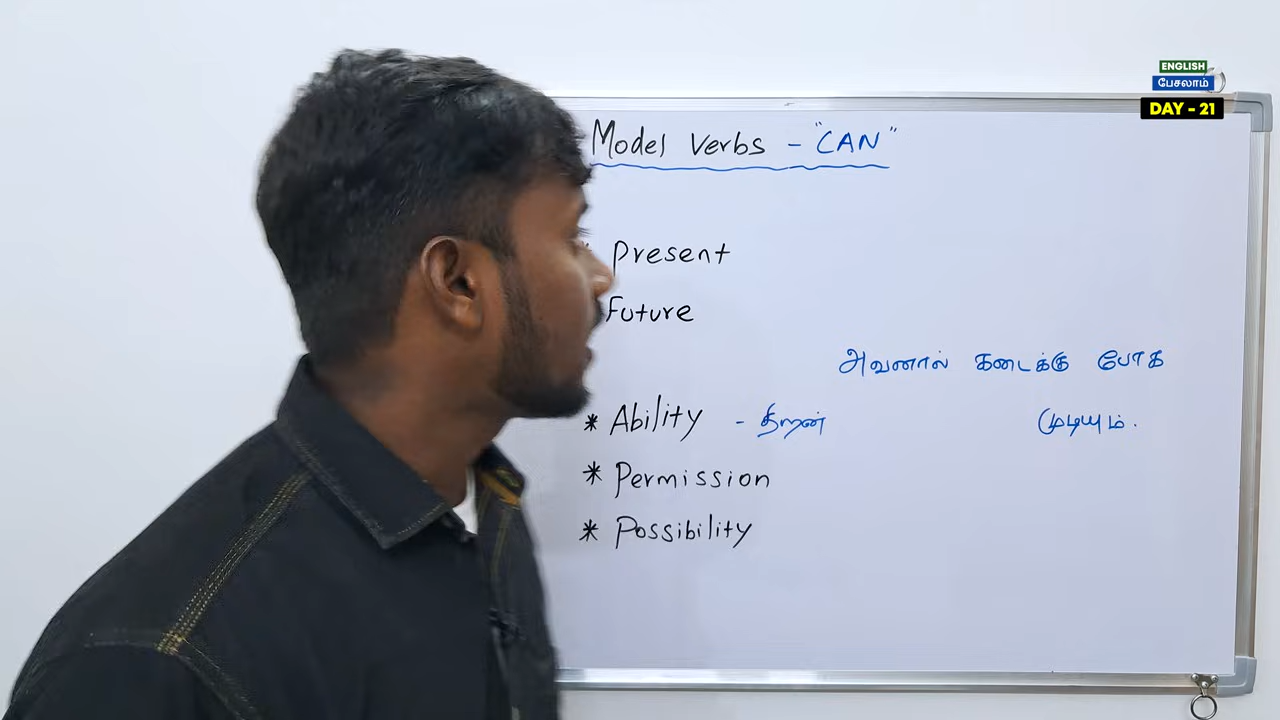 ENGLISH
பேசலாம்
DAY - 21
Model Verbs - "CAN"
* Present
Future
அவனால் கடைக்கு போக
* Ability - திறன்
முடியும்.
* Permission
* Possibility